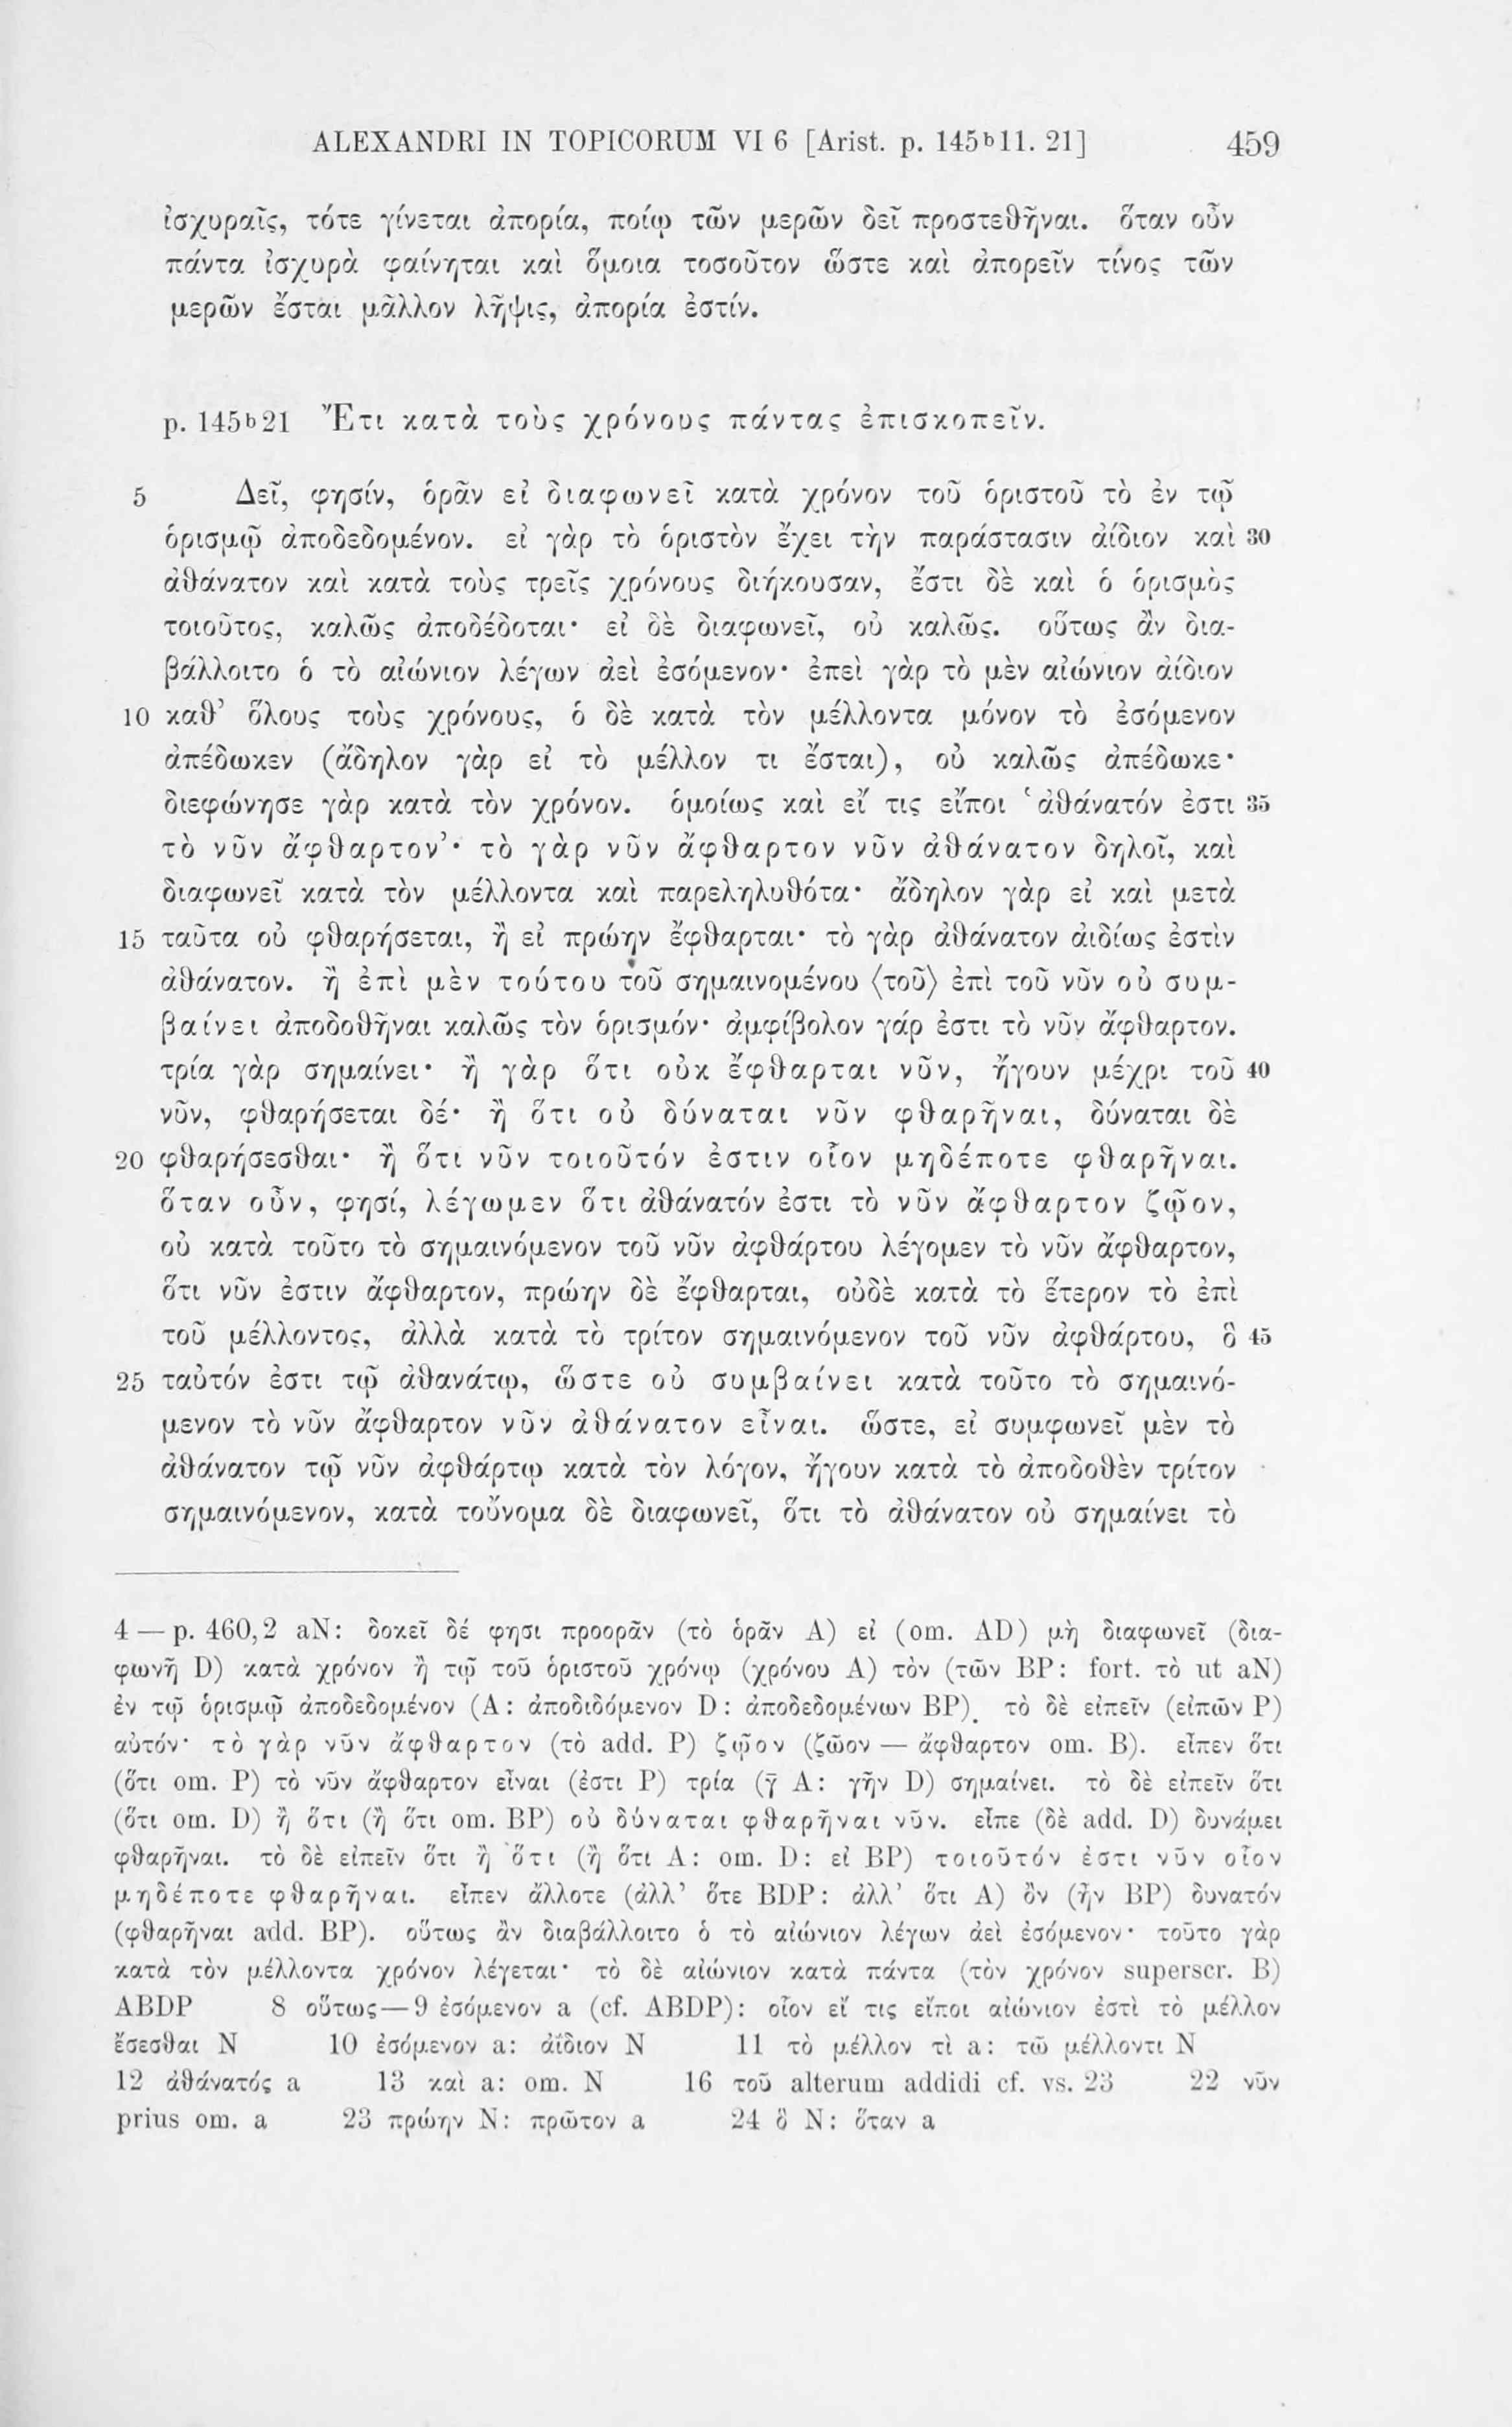 ALEXANDRI IN TOPICORUM VI 6 [Arist. p. 145ᵇ11. 21] 459
ἰσχυραῖς, τότε γίνεται ἀπορία, ποίῳ τῶν μερῶν δεῖ προστεθῆναι. ὅταν οὖν
πάντα ἰσχυρὰ φαίνηται καὶ ὅμοια τοσοῦτον ὥστε καὶ ἀπορεῖν τίνος τῶν
μερῶν ἔσται μᾶλλον λῆψις, ἀπορία ἐστίν.
p. 145ᵇ21 Ἔτι κατὰ τοὺς χρόνους πάντας ἐπισκοπεῖν.
5 Δεῖ, φησίν, ὁρᾶν εἰ διαφωνεῖ κατὰ χρόνον τοῦ ὁριστοῦ τὸ ἐν τῷ
ὁρισμῷ ἀποδεδομένον. εἰ γὰρ τὸ ὁριστὸν ἔχει τὴν παράστασιν ἀίδιον καὶ 30
ἀθάνατον καὶ κατὰ τοὺς τρεῖς χρόνους διήκουσαν, ἔστι δὲ καὶ ὁ ὁρισμὸς
τοιοῦτος, καλῶς ἀποδέδοται· εἰ δὲ διαφωνεῖ, οὐ καλῶς. οὕτως ἂν δια-
βάλλοιτο ὁ τὸ αἰώνιον λέγων ἀεὶ ἐσόμενον· ἐπεὶ γὰρ τὸ μὲν αἰώνιον ἀίδιον
10 καθ’ ὅλους τοὺς χρόνους, ὁ δὲ κατὰ τὸν μέλλοντα μόνον τὸ ἐσόμενον
ἀπέδωκεν (ἄδηλον γὰρ εἰ τὸ μέλλον τι ἔσται), οὐ καλῶς ἀπέδωκε·
διεφώνησε γὰρ κατὰ τὸν χρόνον. ὁμοίως καὶ εἴ τις εἴποι ‘ἀθάνατόν ἐστι 35
τὸ νῦν ἄφθαρτον’· τὸ γὰρ νῦν ἄφθαρτον νῦν ἀθάνατον δηλοῖ, καὶ
διαφωνεῖ κατὰ τὸν μέλλοντα καὶ παρεληλυθότα· ἄδηλον γὰρ εἰ καὶ μετὰ
15 ταῦτα οὐ φθαρήσεται, ἢ εἰ πρώην ἔφθαρται· τὸ γὰρ ἀθάνατον ἀιδίως ἐστὶν
ἀθάνατον. ἢ ἐπὶ μὲν τούτου τοῦ σημαινομένου ⟨τοῦ⟩ ἐπὶ τοῦ νῦν οὐ συμ-
βαίνει ἀποδοθῆναι καλῶς τὸν ὁρισμόν· ἀμφίβολον γάρ ἐστι τὸ νῦν ἄφθαρτον.
τρία γὰρ σημαίνει· ἢ γὰρ ὅτι οὐκ ἔφθαρται νῦν, ἤγουν μέχρι τοῦ 40
νῦν, φθαρήσεται δέ· ἢ ὅτι οὐ δύναται νῦν φθαρῆναι, δύναται δὲ
20 φθαρήσεσθαι· ἢ ὅτι νῦν τοιοῦτόν ἐστιν οἷον μηδέποτε φθαρῆναι.
ὅταν οὖν, φησί, λέγωμεν ὅτι ἀθάνατόν ἐστι τὸ νῦν ἄφθαρτον ζῷον,
οὐ κατὰ τοῦτο τὸ σημαινόμενον τοῦ νῦν ἀφθάρτου λέγομεν τὸ νῦν ἄφθαρτον,
ὅτι νῦν ἐστιν ἄφθαρτον, πρώην δὲ ἔφθαρται, οὐδὲ κατὰ τὸ ἕτερον τὸ ἐπὶ
τοῦ μέλλοντος, ἀλλὰ κατὰ τὸ τρίτον σημαινόμενον τοῦ νῦν ἀφθάρτου, ὃ 45
25 ταὐτόν ἐστι τῷ ἀθανάτῳ, ὥστε οὐ συμβαίνει κατὰ τοῦτο τὸ σημαινό-
μενον τὸ νῦν ἄφθαρτον νῦν ἀθάνατον εἶναι. ὥστε, εἰ συμφωνεῖ μὲν τὸ
ἀθάνατον τῷ νῦν ἀφθάρτῳ κατὰ τὸν λόγον, ἤγουν κατὰ τὸ ἀποδοθὲν τρίτον
σημαινόμενον, κατὰ τοὔνομα δὲ διαφωνεῖ, ὅτι τὸ ἀθάνατον οὐ σημαίνει τὸ
4 — p. 460,2 aN: δοκεῖ δέ φησι προορᾶν (τὸ ὁρᾶν A) εἰ (om. AD) μὴ διαφωνεῖ (δια-
φωνῆ D) κατὰ χρόνον ἢ τῷ τοῦ ὁριστοῦ χρόνῳ (χρόνου A) τὸν (τῶν BP: fort. τὸ ut aN)
ἐν τῷ ὁρισμῷ ἀποδεδομένον (A: ἀποδιδόμενον D: ἀποδεδομένων BP). τὸ δὲ εἰπεῖν (εἰπῶν P)
αὐτόν· τὸ γὰρ νῦν ἄφθαρτον (τὸ add. P) ζῷον (ζῶον — ἄφθαρτον om. B). εἶπεν ὅτι
(ὅτι om. P) τὸ νῦν ἄφθαρτον εἶναι (ἐστι P) τρία (γ̄ A: γῆν D) σημαίνει. τὸ δὲ εἰπεῖν ὅτι
(ὅτι om. D) ἢ ὅτι (ἢ ὅτι om. BP) οὐ δύναται φθαρῆναι νῦν. εἶπε (δὲ add. D) δυνάμει
φθαρῆναι. τὸ δὲ εἰπεῖν ὅτι ἢ ὅτι (ἢ ὅτι A: om. D: εἰ BP) τοιοῦτόν ἐστι νῦν οἷον
μηδέποτε φθαρῆναι. εἶπεν ἄλλοτε (ἀλλ’ ὅτε BDP: ἀλλ’ ὅτι A) ὂν (ἦν BP) δυνατόν
(φθαρῆναι add. BP). οὕτως ἂν διαβάλλοιτο ὁ τὸ αἰώνιον λέγων ἀεὶ ἐσόμενον· τοῦτο γὰρ
κατὰ τὸν μέλλοντα χρόνον λέγεται· τὸ δὲ αἰώνιον κατὰ πάντα (τὸν χρόνον superscr. B)
ABDP 8 οὕτως—9 ἐσόμενον a (cf. ABDP): οἷον εἴ τις εἴποι αἰώνιον ἐστὶ τὸ μέλλον
ἔσεσθαι N 10 ἐσόμενον a: ἀΐδιον N 11 τὸ μέλλον τὶ a: τῶ μέλλοντι N
12 ἀθάνατός a 13 καὶ a: om. N 16 τοῦ alterum addidi cf. vs. 23 22 νῦν
prius om. a 23 πρώην N: πρῶτον a 24 ὃ N: ὅταν a